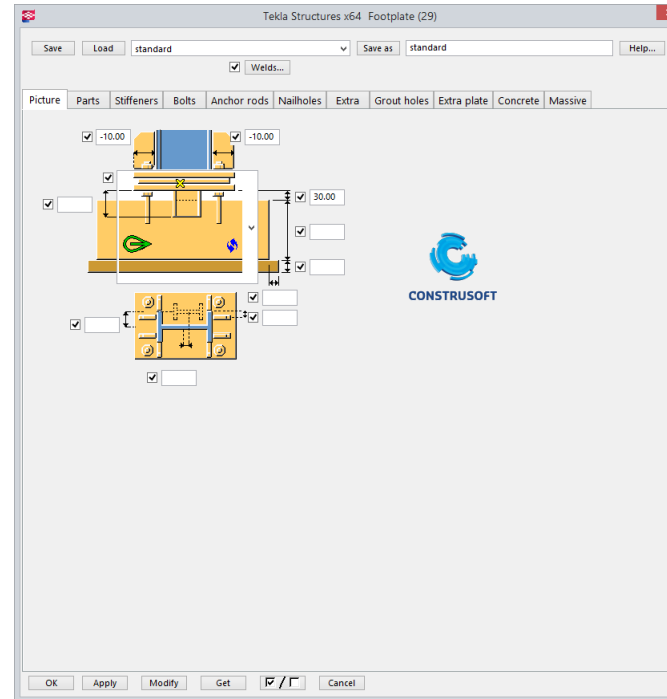 Tekla Structures x64 Footplate (29)
Save Load standard Save as standard Help...
Welds...
Picture Parts Stiffeners Bolts Anchor rods Nailholes Extra Grout holes Extra plate Concrete Massive
-10.00 -10.00
30.00
CONSTRUSOFT
OK Apply Modify Get / Cancel